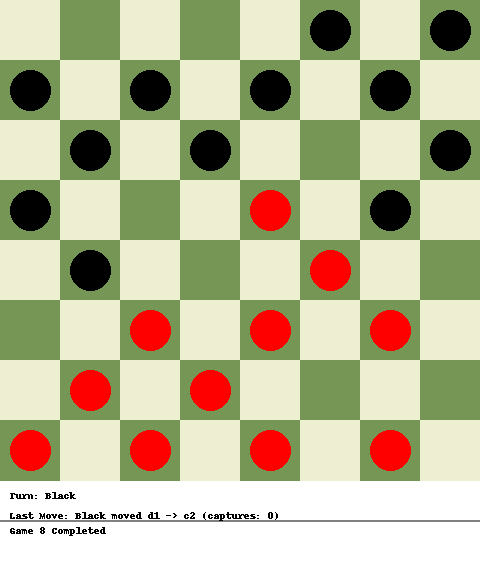 Turn: Black
Last Move: Black moved d1 -> c2 (captures: 0)
Game 8 Completed